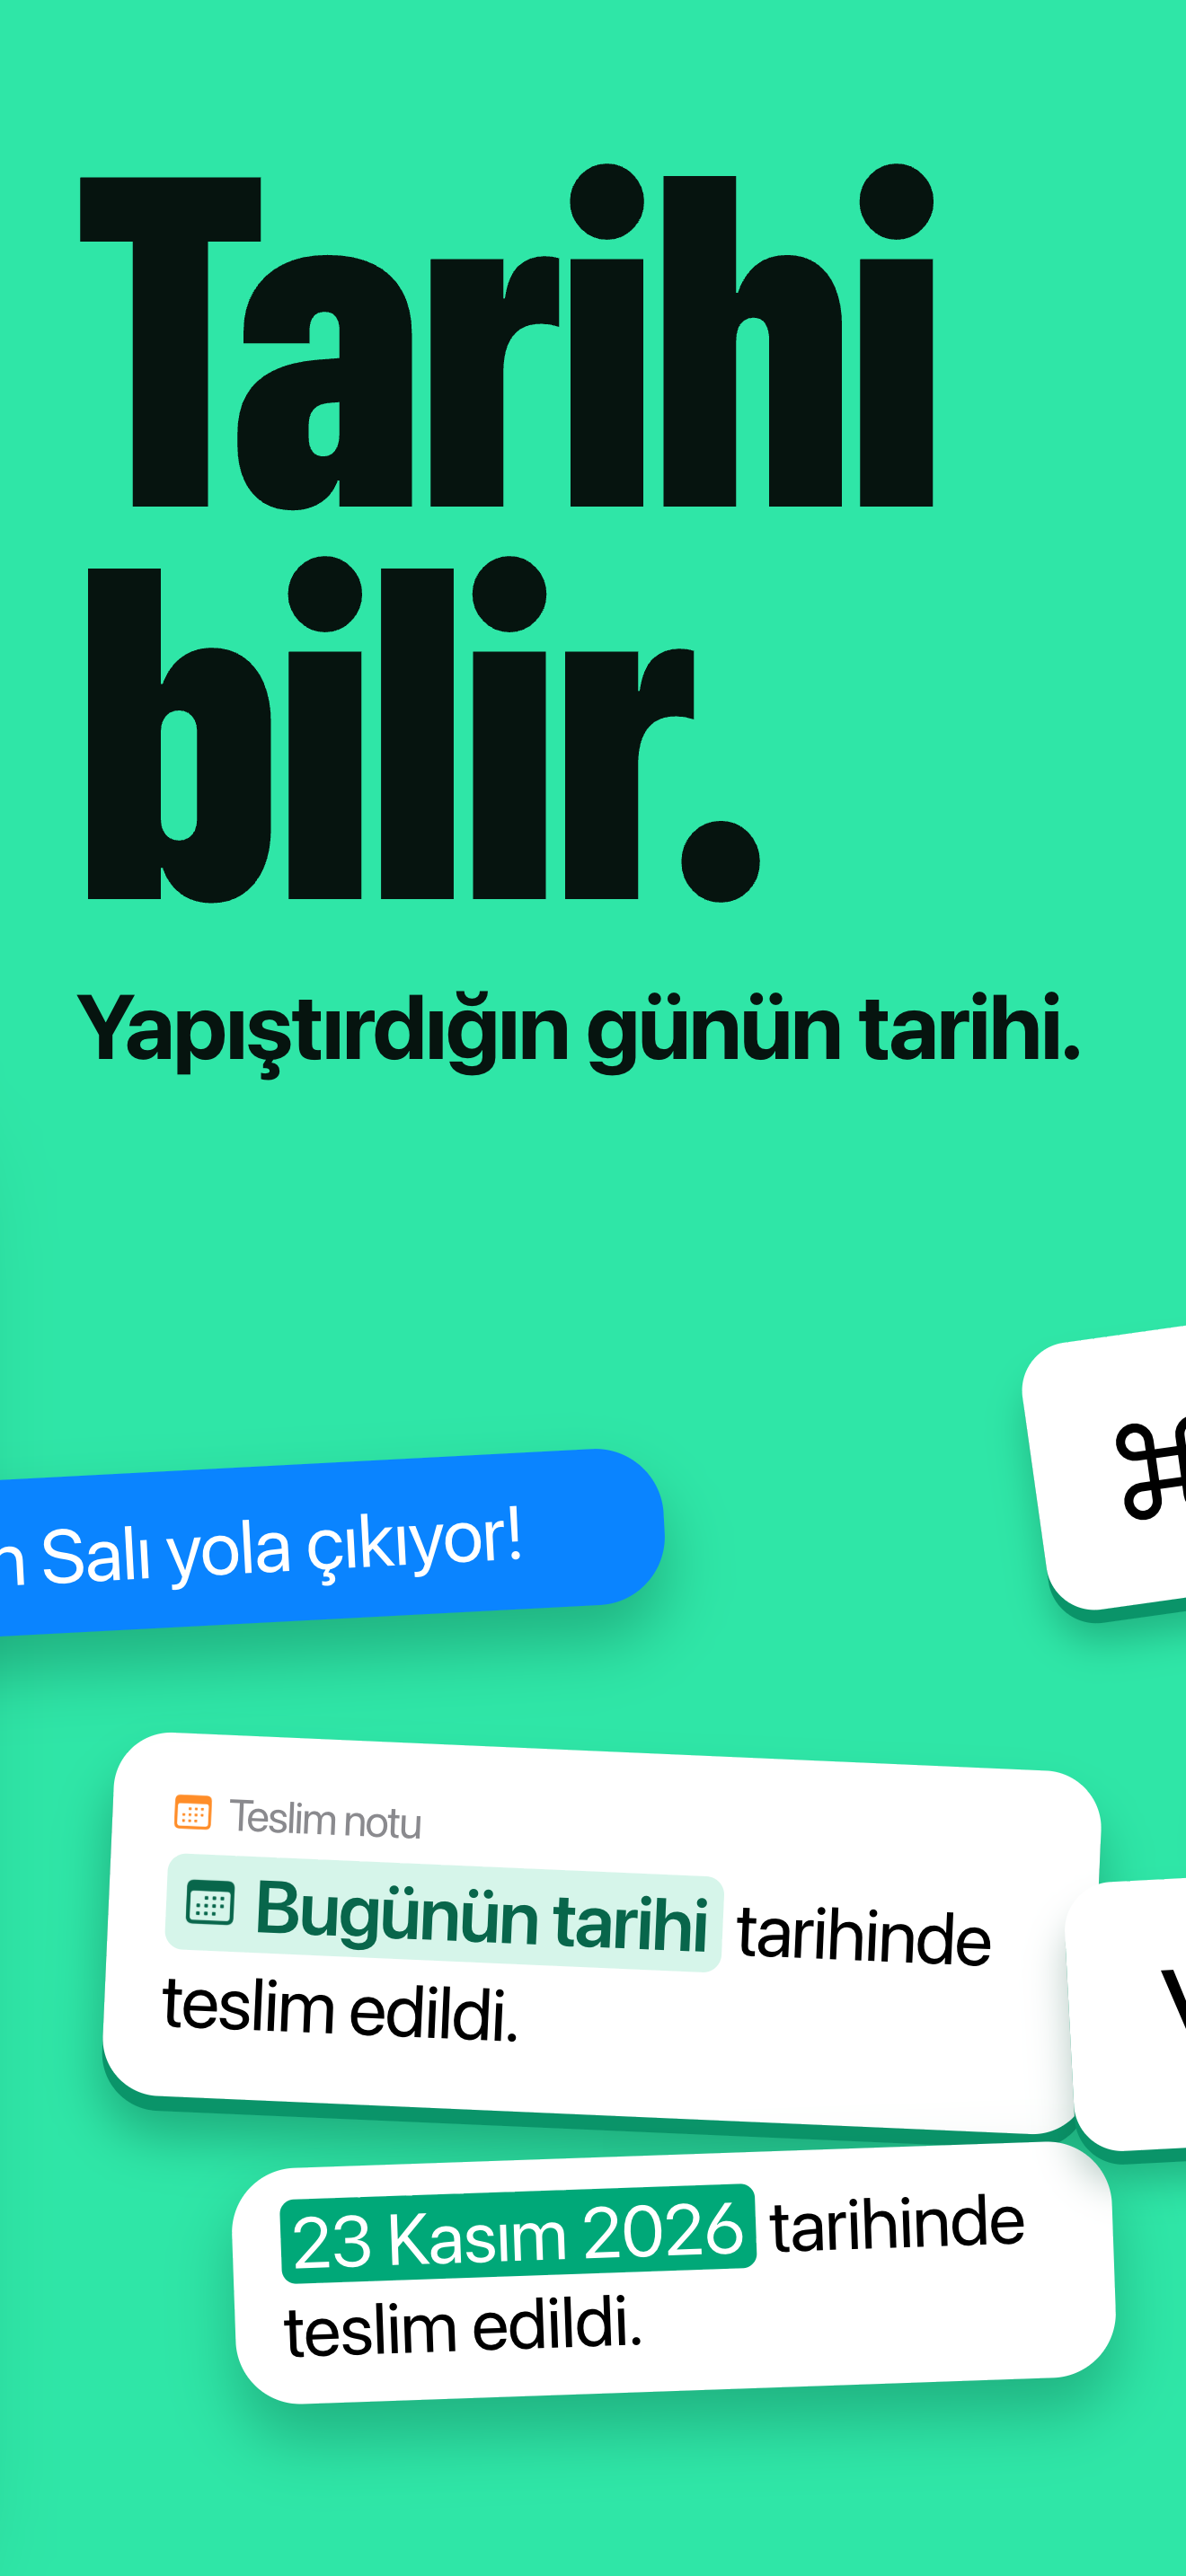 Tarihi
bilir.
Yapıştırdığın günün tarihi.
⌘
Salı yola çıkıyor!
Teslim notu
Bugünün tarihi tarihinde
teslim edildi.
23 Kasım 2026 tarihinde
teslim edildi.